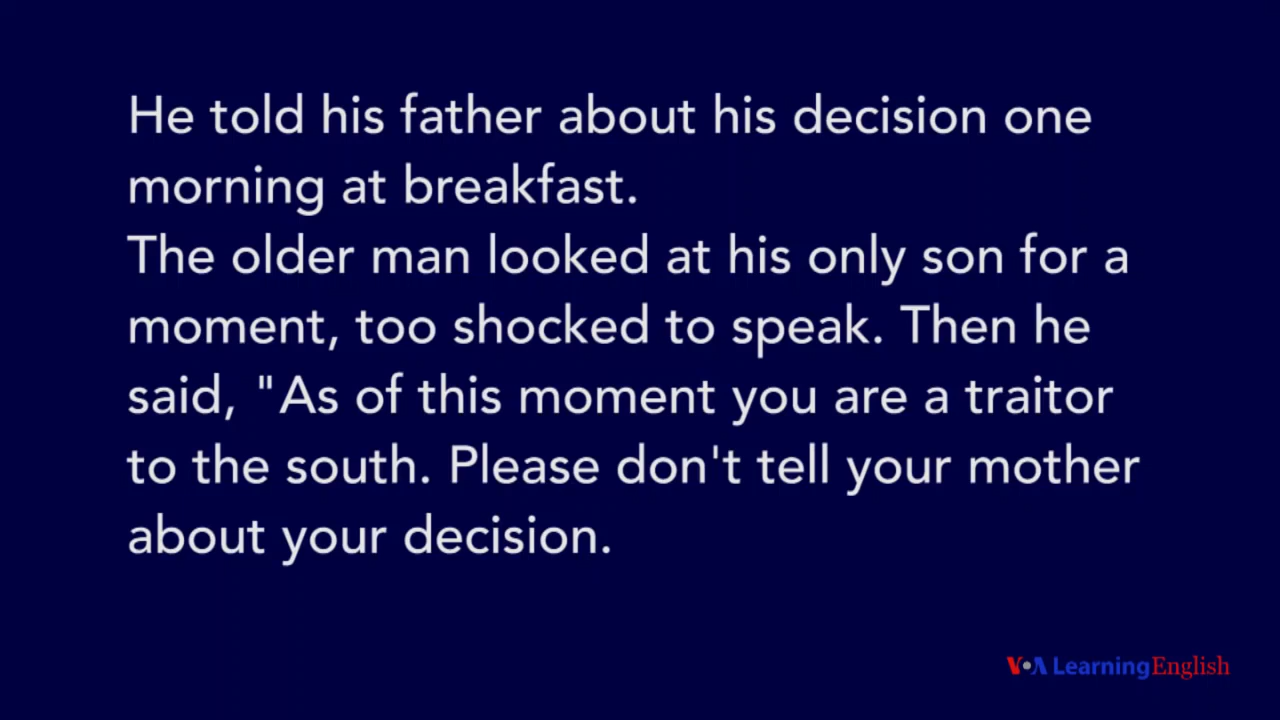 He told his father about his decision one
morning at breakfast.
The older man looked at his only son for a
moment, too shocked to speak. Then he
said, "As of this moment you are a traitor
to the south. Please don't tell your mother
about your decision.
VOA Learning English